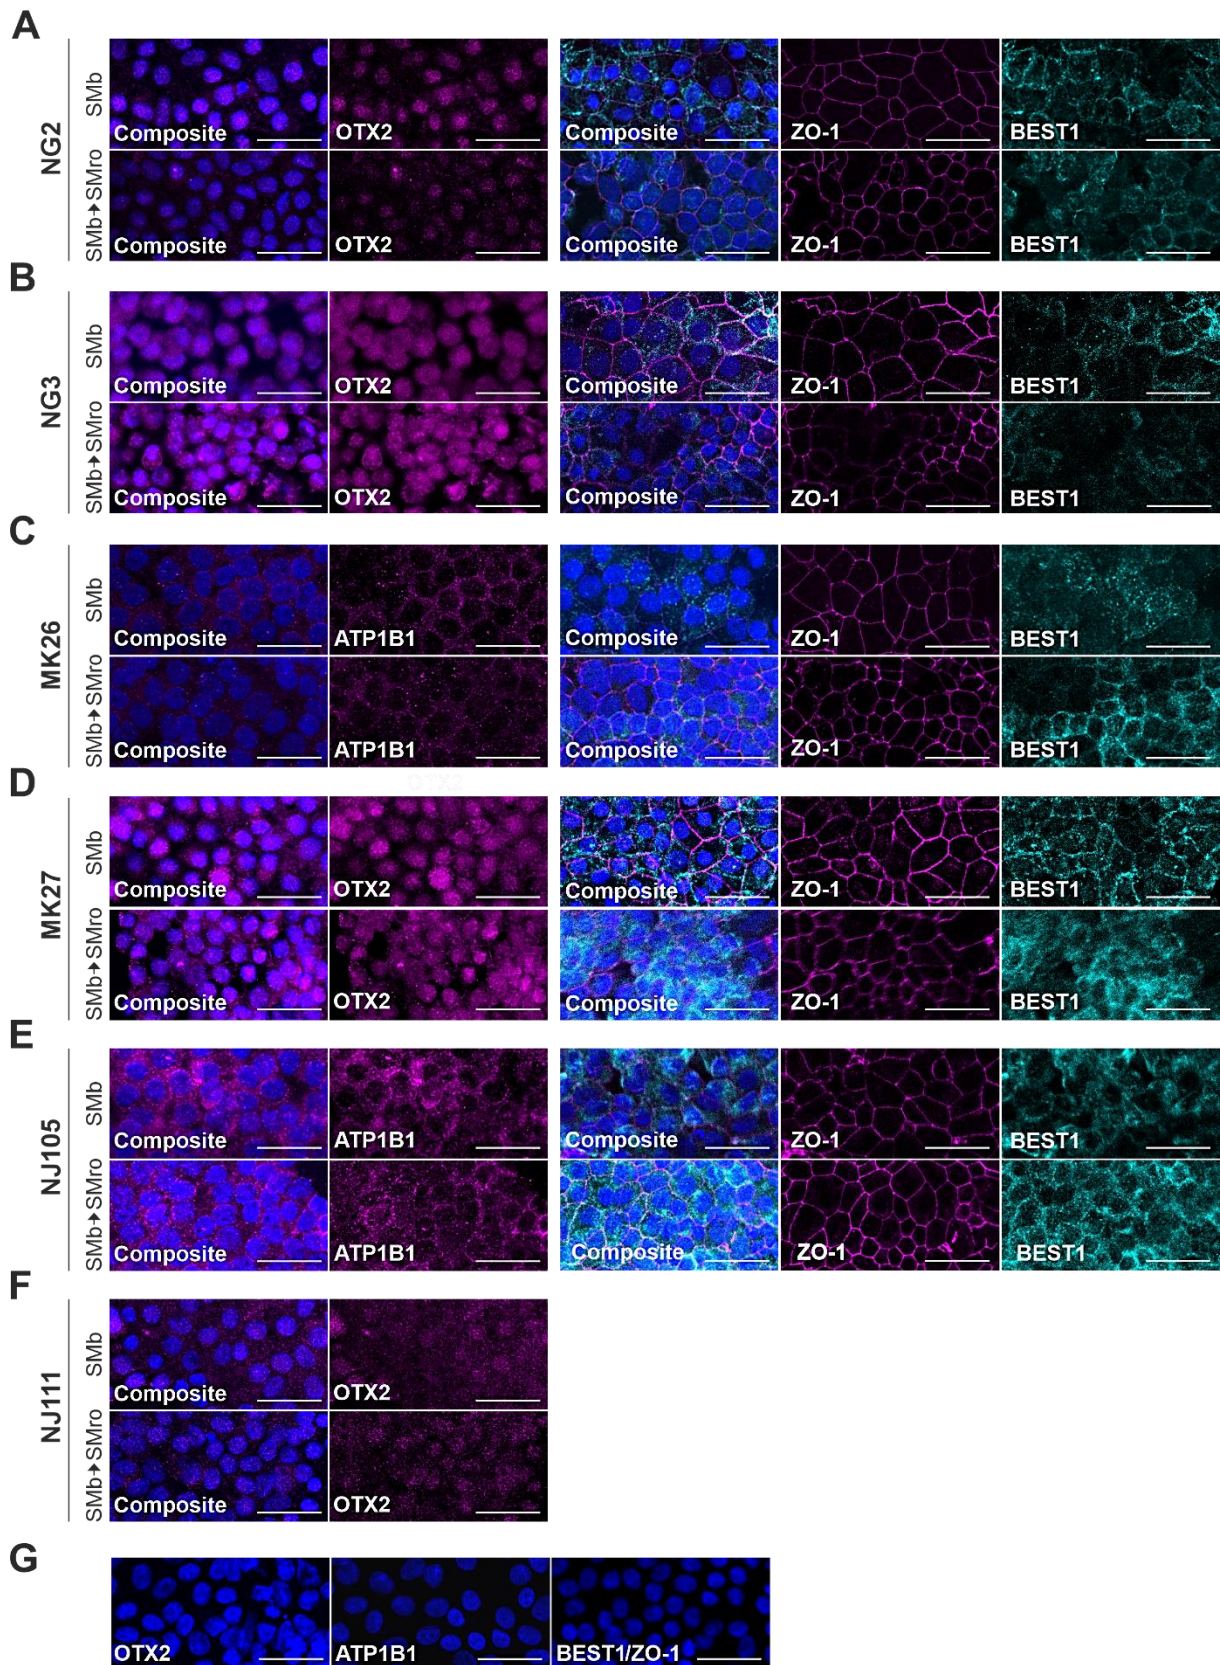 A
NG2
SMb
Composite
OTX2
Composite
ZO-1
BEST1
SMb→SMro
Composite
OTX2
Composite
ZO-1
BEST1
B
NG3
SMb
Composite
OTX2
Composite
ZO-1
BEST1
SMb→SMro
Composite
OTX2
Composite
ZO-1
BEST1
C
MK26
SMb
Composite
ATP1B1
Composite
ZO-1
BEST1
SMb→SMro
Composite
ATP1B1
Composite
ZO-1
BEST1
OTX2
D
MK27
SMb
Composite
OTX2
Composite
ZO-1
BEST1
SMb→SMro
Composite
OTX2
Composite
ZO-1
BEST1
E
NJ105
SMb
Composite
ATP1B1
Composite
ZO-1
BEST1
SMb→SMro
Composite
ATP1B1
Composite
ZO-1
BEST1
F
NJ111
SMb
Composite
OTX2
SMb→SMro
Composite
OTX2
G
OTX2
ATP1B1
BEST1/ZO-1